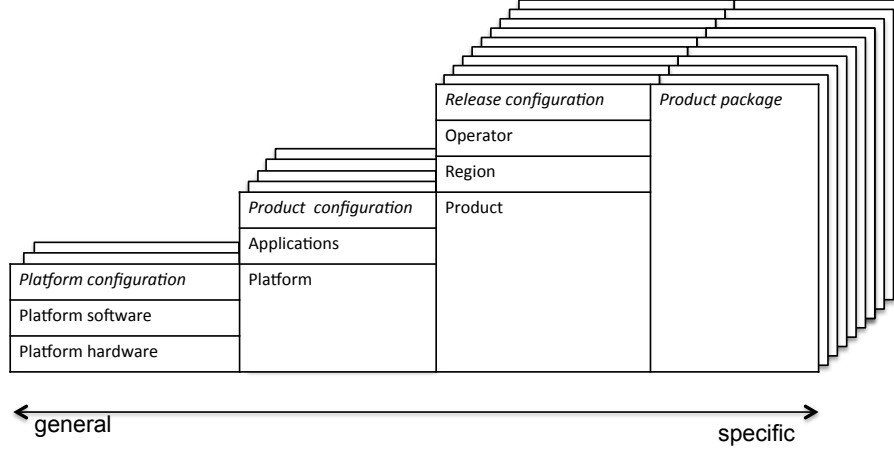 Release configuration
Product package
Operator
Region
Product configuration
Product
Applications
Platform configuration
Platform
Platform software
Platform hardware
general
specific